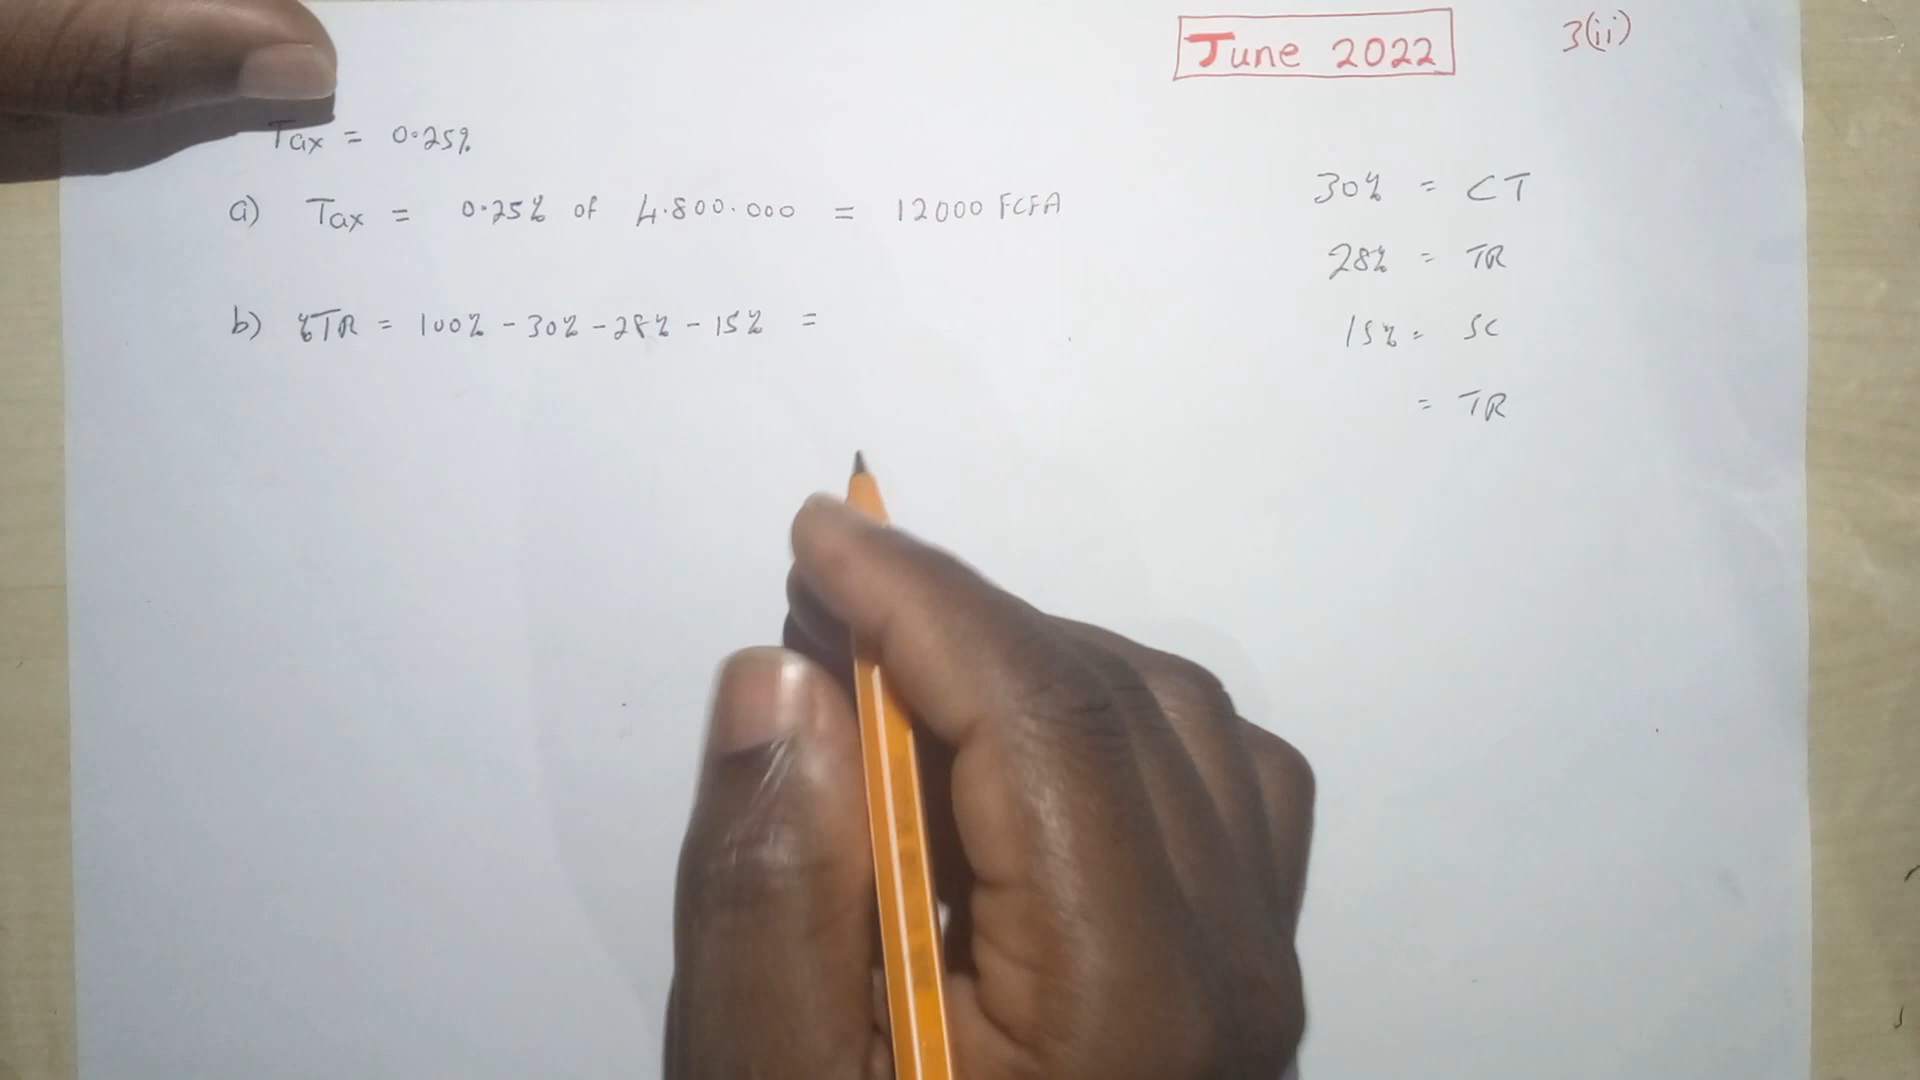 June 2022
3(ii)
Tax = 0.25%
a) Tax = 0.25% of 4.800.000 = 12000 FCFA
b) %TR = 100% - 30% - 28% - 15% =
30% = CT
28% = TR
15% = SC
= TR